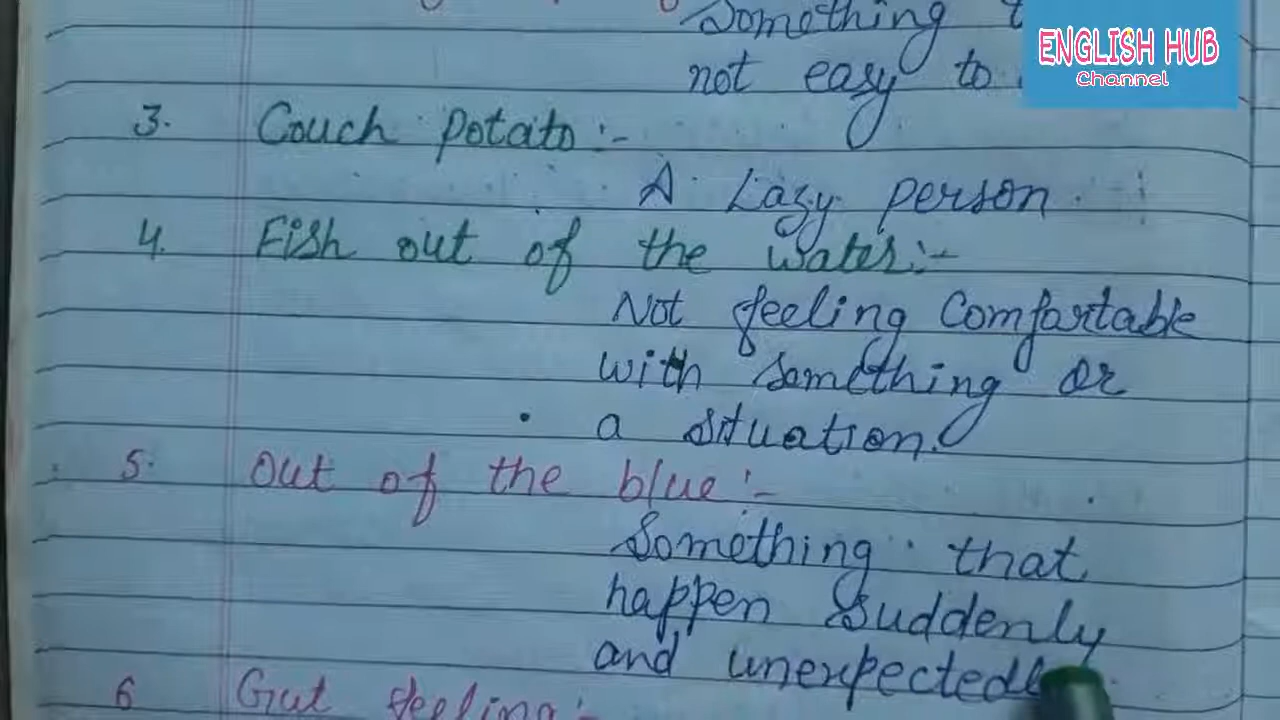 Something
ENGLISH HUB
Channel
not easy to
3. Couch potato :-
A Lazy person.
4. Fish out of the water :-
Not feeling Comfortable
with something or
a situation.
5. Out of the blue :-
Something that
happen suddenly
and unexpectedl
6 Gut feeling :-